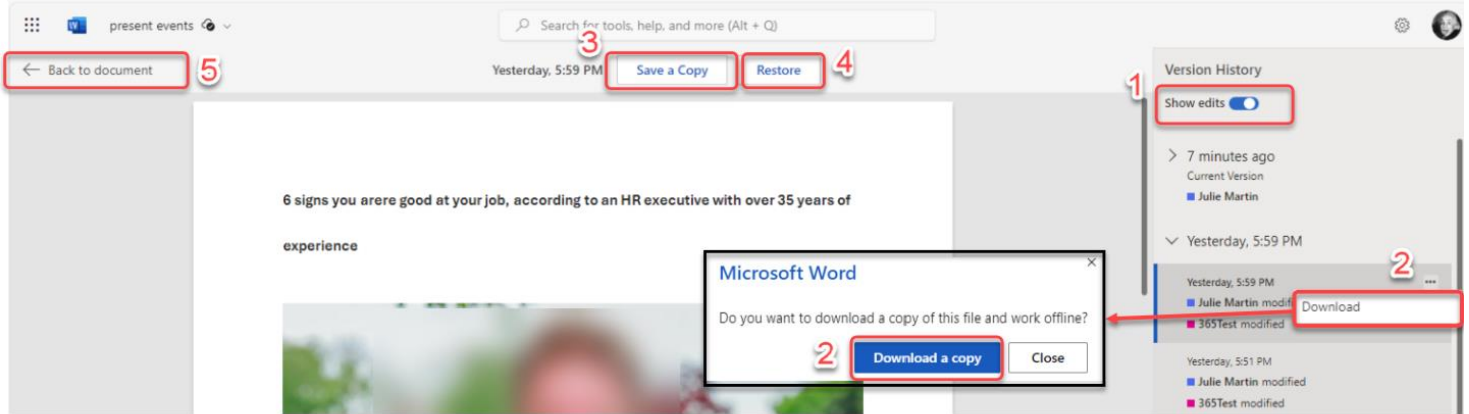 present events
Search for tools, help, and more (Alt + Q)
3
Back to document
5
Yesterday, 5:59 PM
Save a Copy
Restore
4
Version History
1
Show edits
7 minutes ago
Current Version
Julie Martin
Yesterday, 5:59 PM
2
Yesterday, 5:59 PM
...
Julie Martin modif
Download
365Test modified
Yesterday, 5:51 PM
Julie Martin modified
365Test modified
6 signs you arere good at your job, according to an HR executive with over 35 years of
experience
Microsoft Word
Do you want to download a copy of this file and work offline?
2
Download a copy
Close